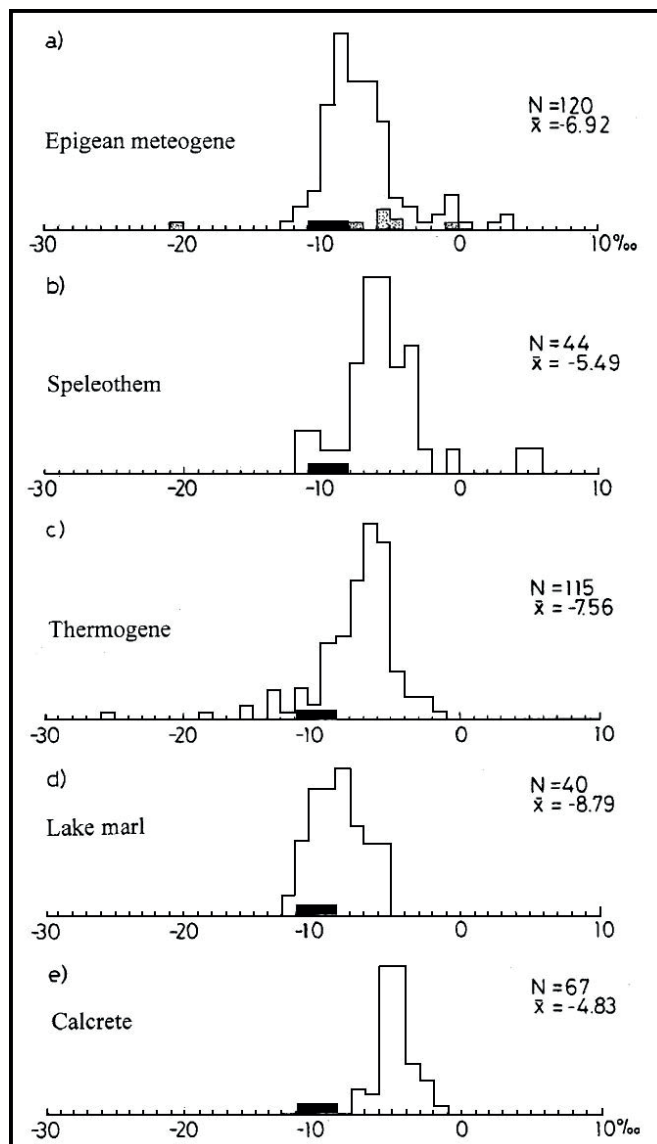 a)
N = 120
x̄ = -6.92
Epigean meteogene
-30 -20 -10 0 10‰
b)
N = 44
x̄ = -5.49
Speleothem
-30 -20 -10 0 10
c)
N = 115
x̄ = -7.56
Thermogene
-30 -20 -10 0 10
d)
N = 40
x̄ = -8.79
Lake marl
-30 -20 -10 0 10
e)
N = 67
x̄ = -4.83
Calcrete
-30 -20 -10 0 10‰